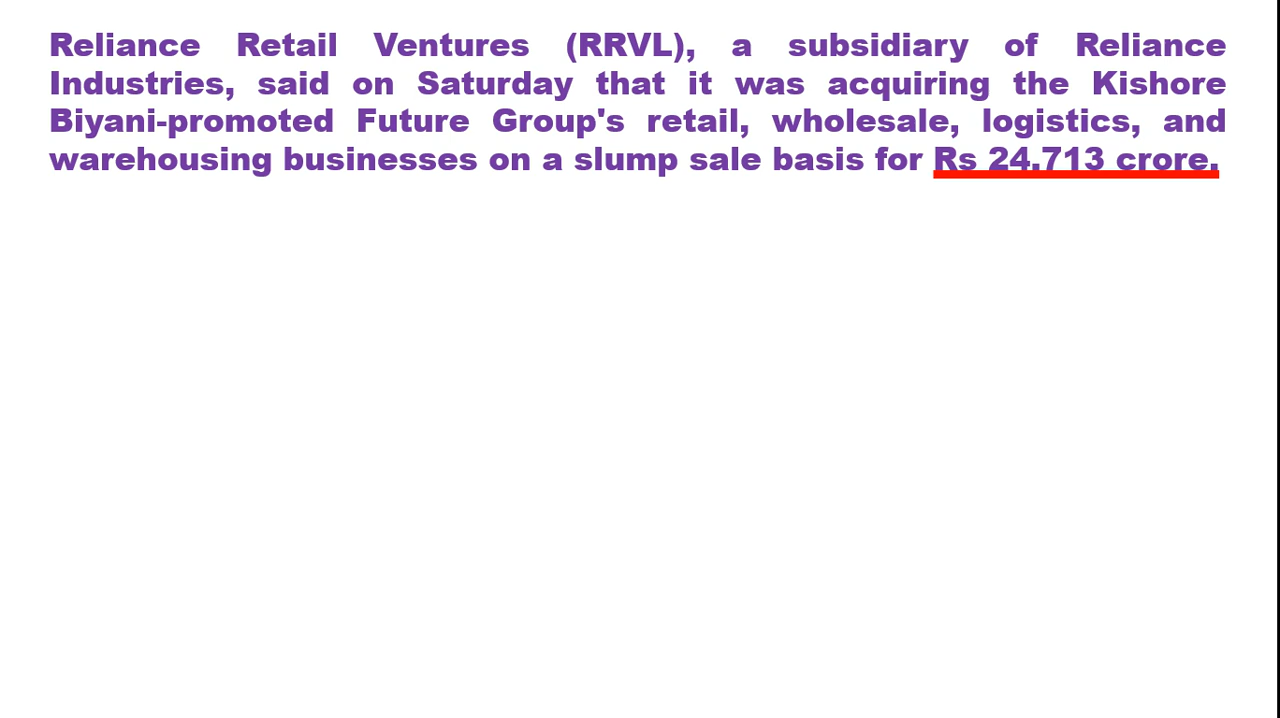 Reliance Retail Ventures (RRVL), a subsidiary of Reliance
Industries, said on Saturday that it was acquiring the Kishore
Biyani-promoted Future Group's retail, wholesale, logistics, and
warehousing businesses on a slump sale basis for Rs 24,713 crore.